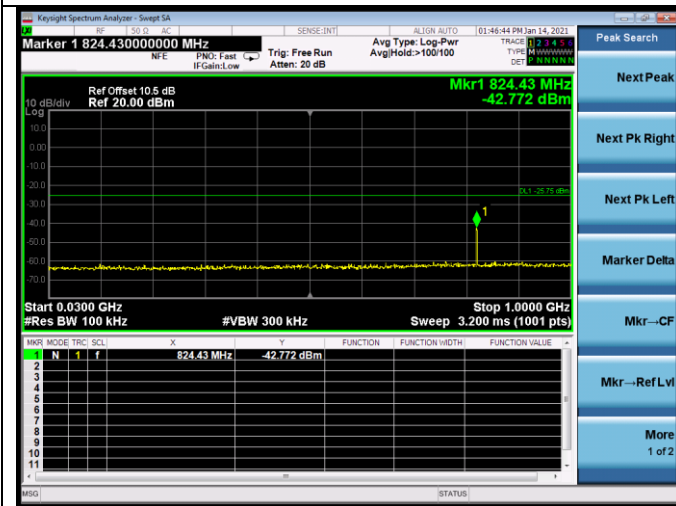 Keysight Spectrum Analyzer - Swept SA
RF 50 Ω AC SENSE:INT ALIGN AUTO 01:46:44 PM Jan 14, 2021
Marker 1 824.430000000 MHz
NFE PNO: Fast IFGain:Low
Trig: Free Run Atten: 20 dB
Avg Type: Log-Pwr Avg|Hold:>100/100
TRACE 1 2 3 4 5 6
TYPE M W W W W W
DET P N N N N N
Ref Offset 10.5 dB
10 dB/div Ref 20.00 dBm
Log
Mkr1 824.43 MHz
-42.772 dBm
10.0
0.00
-10.0
-20.0
-30.0
-40.0
-50.0
-60.0
-70.0
DL1 -25.75 dBm
1
Start 0.0300 GHz Stop 1.0000 GHz
#Res BW 100 kHz #VBW 300 kHz Sweep 3.200 ms (1001 pts)
MKR MODE TRC SCL X Y FUNCTION FUNCTION WIDTH FUNCTION VALUE
1 N 1 f 824.43 MHz -42.772 dBm
2
3
4
5
6
7
8
9
10
11
MSG STATUS
Peak Search
Next Peak
Next Pk Right
Next Pk Left
Marker Delta
Mkr→CF
Mkr→Ref Lvl
More
1 of 2